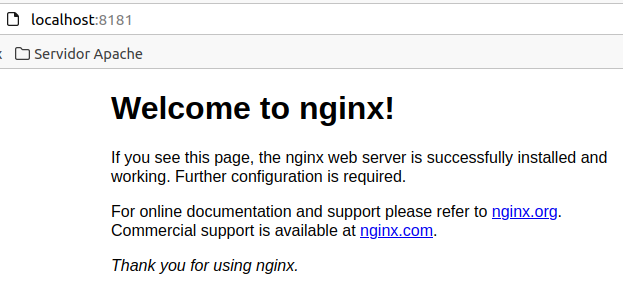 localhost:8181
Servidor Apache
Welcome to nginx!
If you see this page, the nginx web server is successfully installed and
working. Further configuration is required.
For online documentation and support please refer to nginx.org.
Commercial support is available at nginx.com.
Thank you for using nginx.